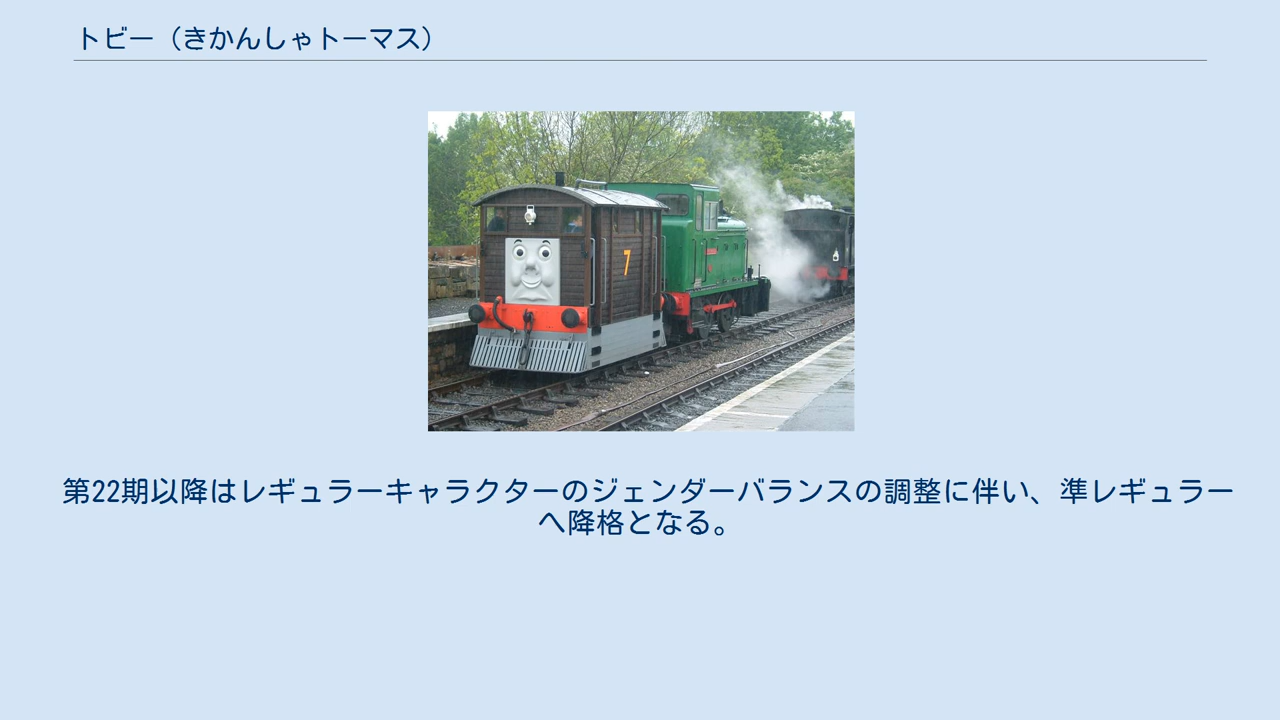 トビー（きかんしゃトーマス）
7
第22期以降はレギュラーキャラクターのジェンダーバランスの調整に伴い、準レギュラー
へ降格となる。